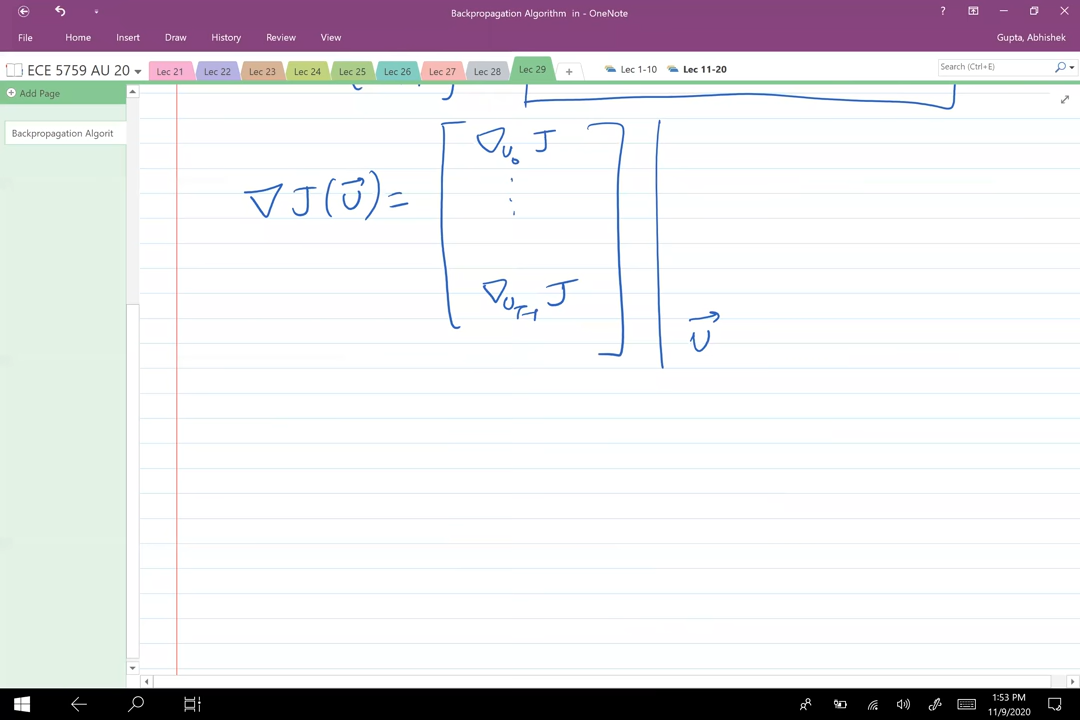 Backpropagation Algorithm in - OneNote
?
File Home Insert Draw History Review View
Gupta, Abhishek
ECE 5759 AU 20
Lec 21 Lec 22 Lec 23 Lec 24 Lec 25 Lec 26 Lec 27 Lec 28 Lec 29 + Lec 1-10 Lec 11-20
Search (Ctrl+E)
Add Page
Backpropagation Algorit
∇_{U_0} J
⋮
∇ J(U⃗) =
∇_{U_{T-1}} J
U⃗
1:53 PM
11/9/2020